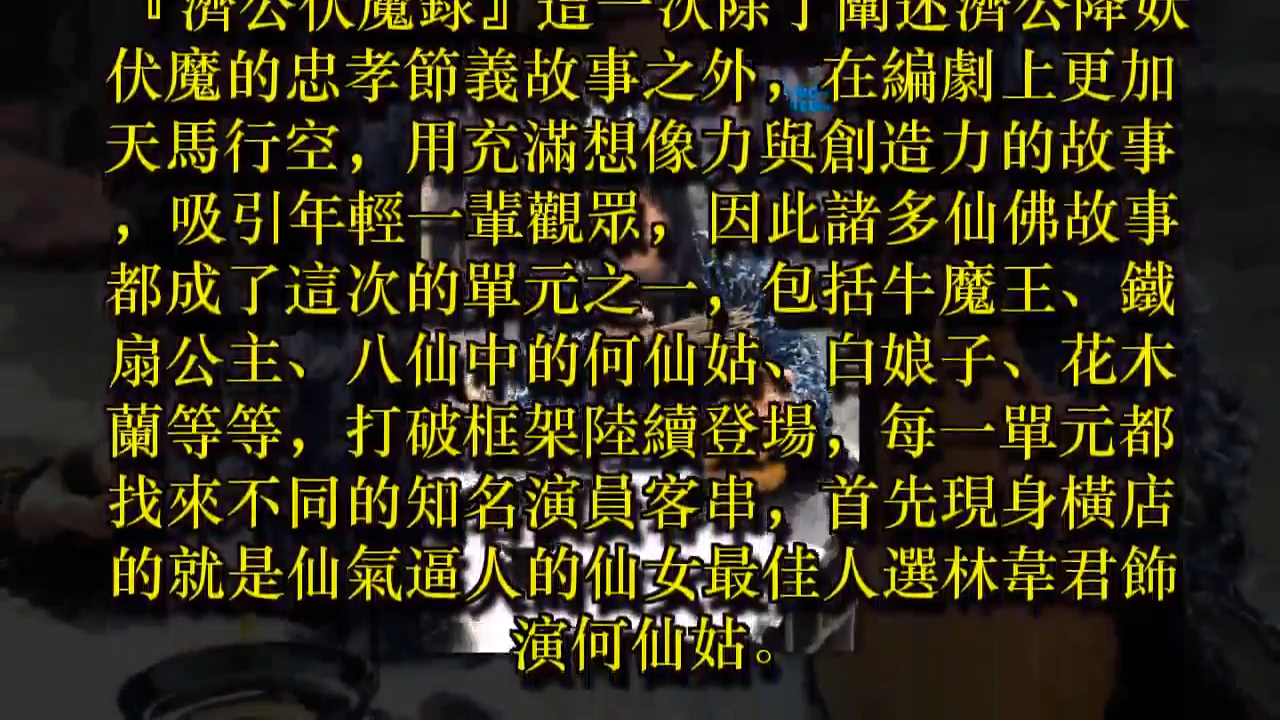 『濟公伏魔錄』這一次除了闡述濟公降妖
伏魔的忠孝節義故事之外，在編劇上更加
天馬行空，用充滿想像力與創造力的故事
，吸引年輕一輩觀眾，因此諸多仙佛故事
都成了這次的單元之一，包括牛魔王、鐵
扇公主、八仙中的何仙姑、白娘子、花木
蘭等等，打破框架陸續登場，每一單元都
找來不同的知名演員客串，首先現身橫店
的就是仙氣逼人的仙女最佳人選林韋君飾
演何仙姑。